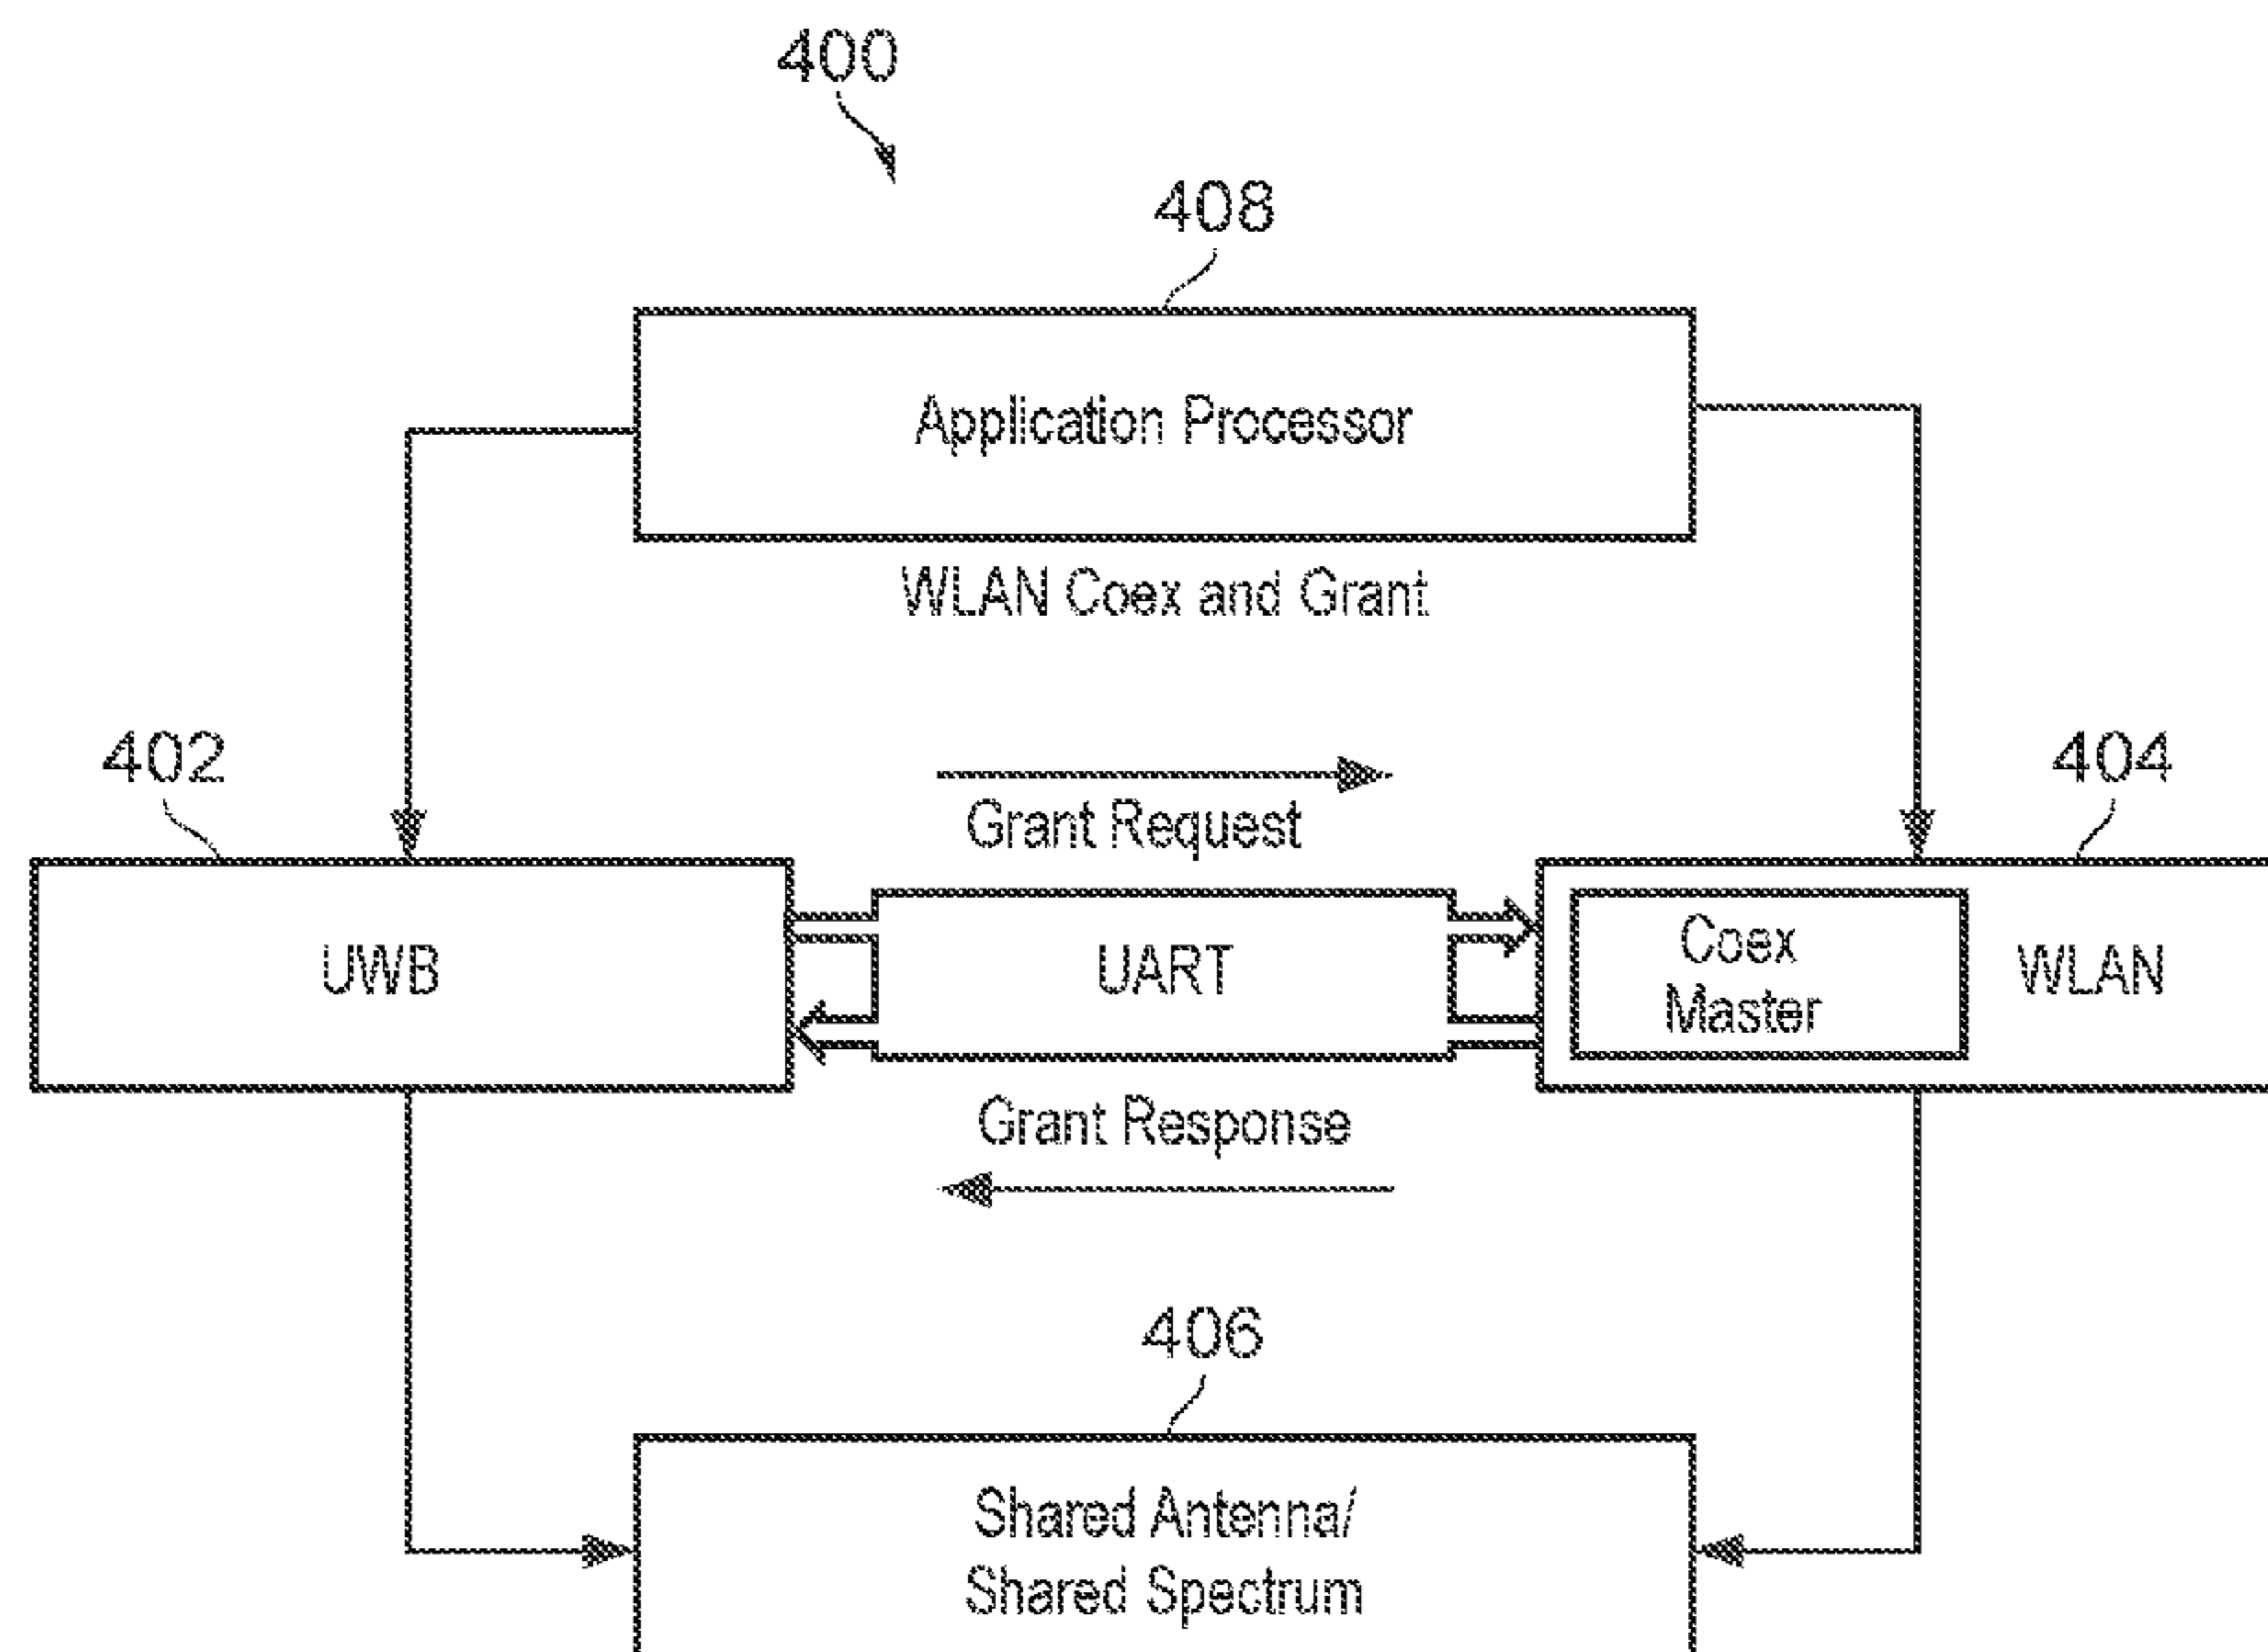 400
408
Application Processor
WLAN Coex and Grant
402
404
Grant Request
UWB
UART
Coex
Master
WLAN
Grant Response
406
Shared Antenna/
Shared Spectrum